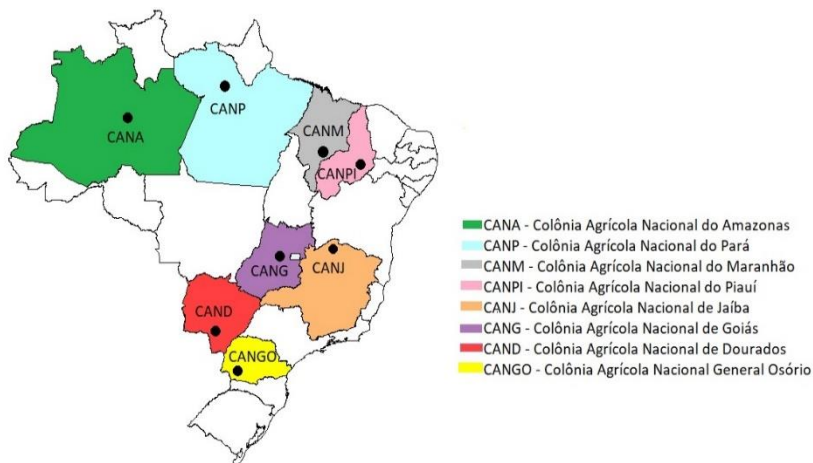 CANP
CANA
CANM
CANPI
CANG
CANJ
CAND
CANGO
CANA - Colônia Agrícola Nacional do Amazonas
CANP - Colônia Agrícola Nacional do Pará
CANM - Colônia Agrícola Nacional do Maranhão
CANPI - Colônia Agrícola Nacional do Piauí
CANJ - Colônia Agrícola Nacional de Jaíba
CANG - Colônia Agrícola Nacional de Goiás
CAND - Colônia Agrícola Nacional de Dourados
CANGO - Colônia Agrícola Nacional General Osório